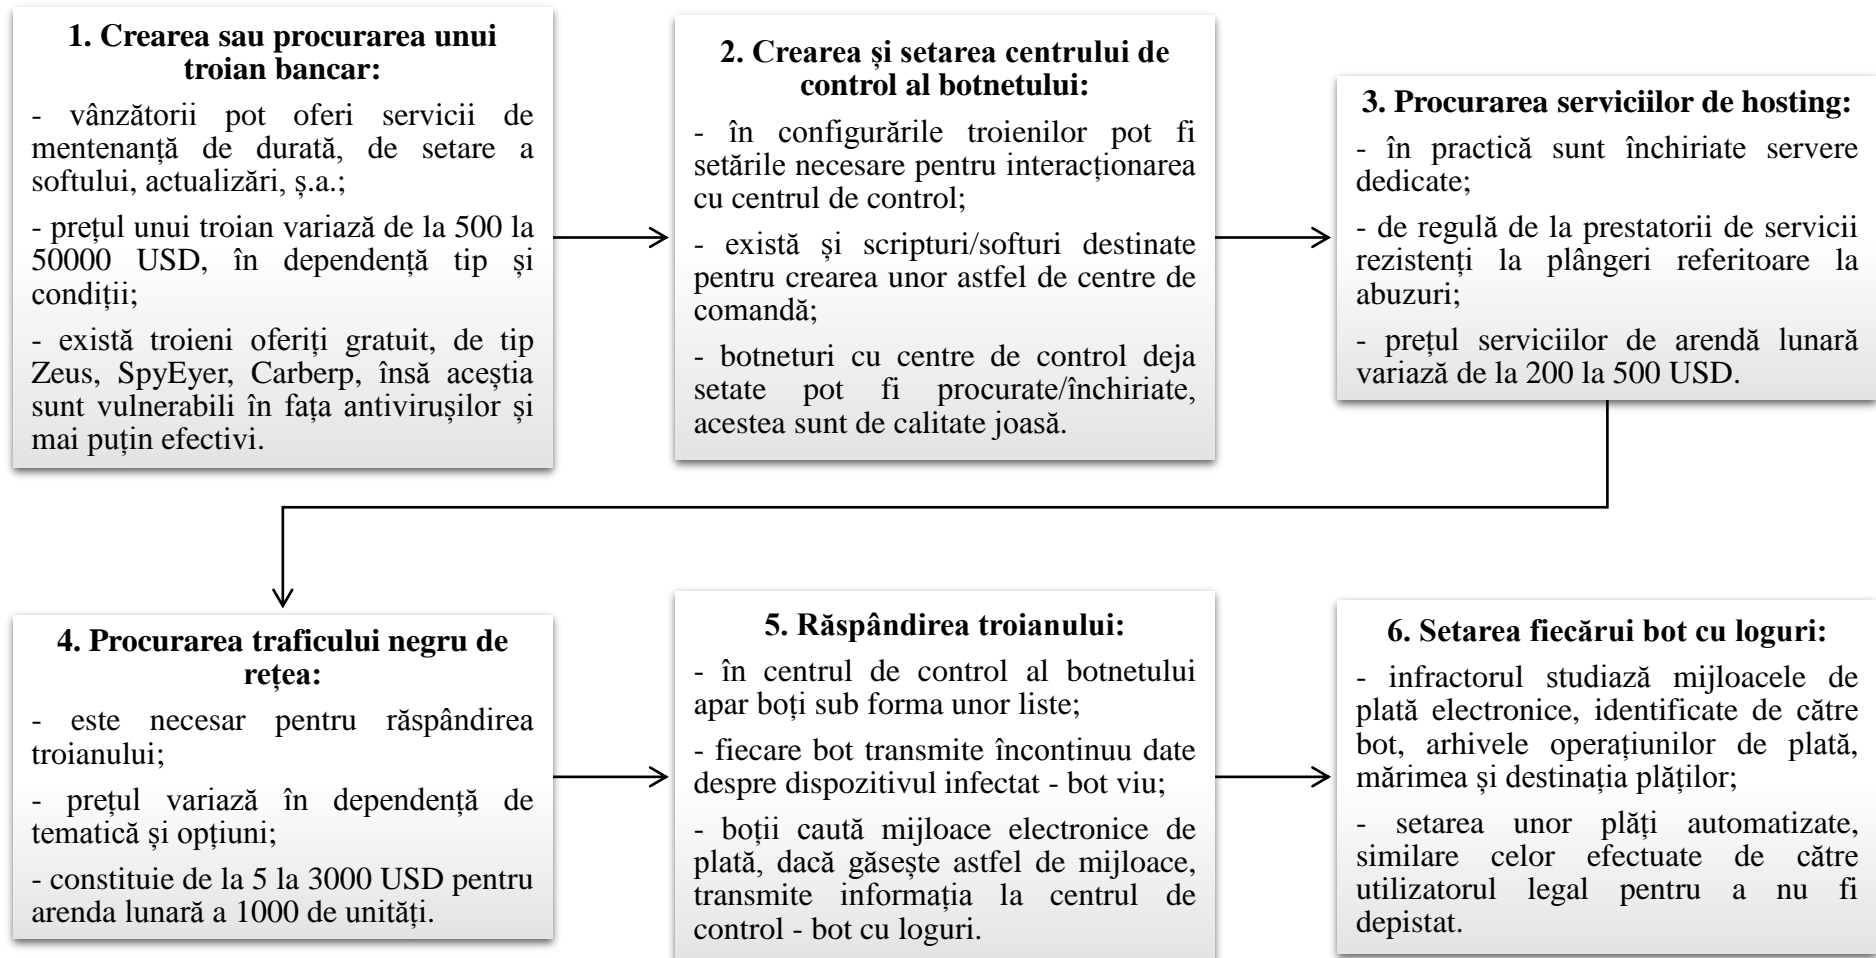 1. Crearea sau procurarea unui
troian bancar:
- vânzătorii pot oferi servicii de
mentenanță de durată, de setare a
softului, actualizări, ș.a.;
- prețul unui troian variază de la 500 la
50000 USD, în dependență tip și
condiții;
- există troieni oferiți gratuit, de tip
Zeus, SpyEyer, Carberp, însă aceștia
sunt vulnerabili în fața antivirușilor și
mai puțin efectivi.
2. Crearea și setarea centrului de
control al botnetului:
- în configurările troienilor pot fi
setările necesare pentru interacționarea
cu centrul de control;
- există și scripturi/softuri destinate
pentru crearea unor astfel de centre de
comandă;
- botneturi cu centre de control deja
setate pot fi procurate/închiriate,
acestea sunt de calitate joasă.
3. Procurarea serviciilor de hosting:
- în practică sunt închiriate servere
dedicate;
- de regulă de la prestatorii de servicii
rezistenți la plângeri referitoare la
abuzuri;
- prețul serviciilor de arendă lunară
variază de la 200 la 500 USD.
4. Procurarea traficului negru de
rețea:
- este necesar pentru răspândirea
troianului;
- prețul variază în dependență de
tematică și opțiuni;
- constituie de la 5 la 3000 USD pentru
arenda lunară a 1000 de unități.
5. Răspândirea troianului:
- în centrul de control al botnetului
apar boți sub forma unor liste;
- fiecare bot transmite încontinuu date
despre dispozitivul infectat - bot viu;
- boții caută mijloace electronice de
plată, dacă găsește astfel de mijloace,
transmite informația la centrul de
control - bot cu loguri.
6. Setarea fiecărui bot cu loguri:
- infractorul studiază mijloacele de
plată electronice, identificate de către
bot, arhivele operațiunilor de plată,
mărimea și destinația plăților;
- setarea unor plăți automatizate,
similare celor efectuate de către
utilizatorul legal pentru a nu fi
depistat.